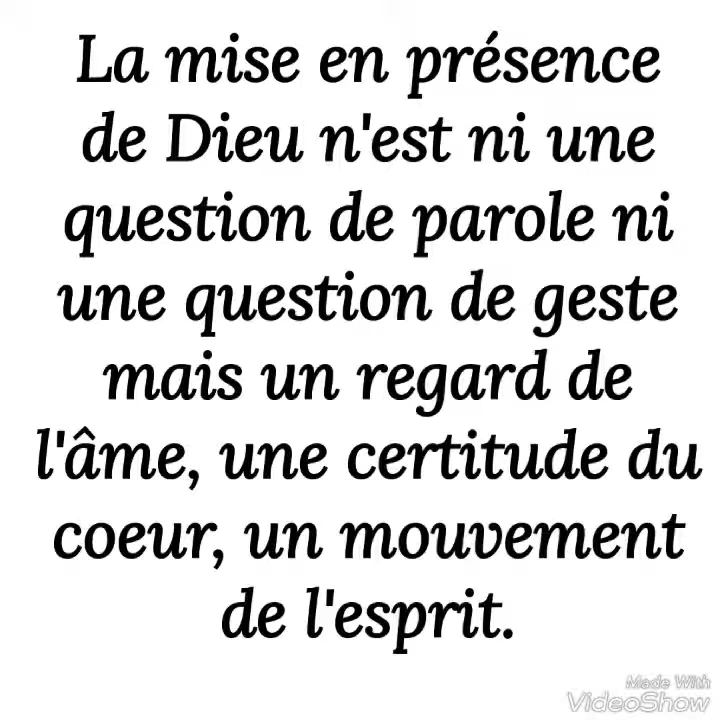 La mise en présence
de Dieu n'est ni une
question de parole ni
une question de geste
mais un regard de
l'âme, une certitude du
coeur, un mouvement
de l'esprit.
Made With
VideoShow